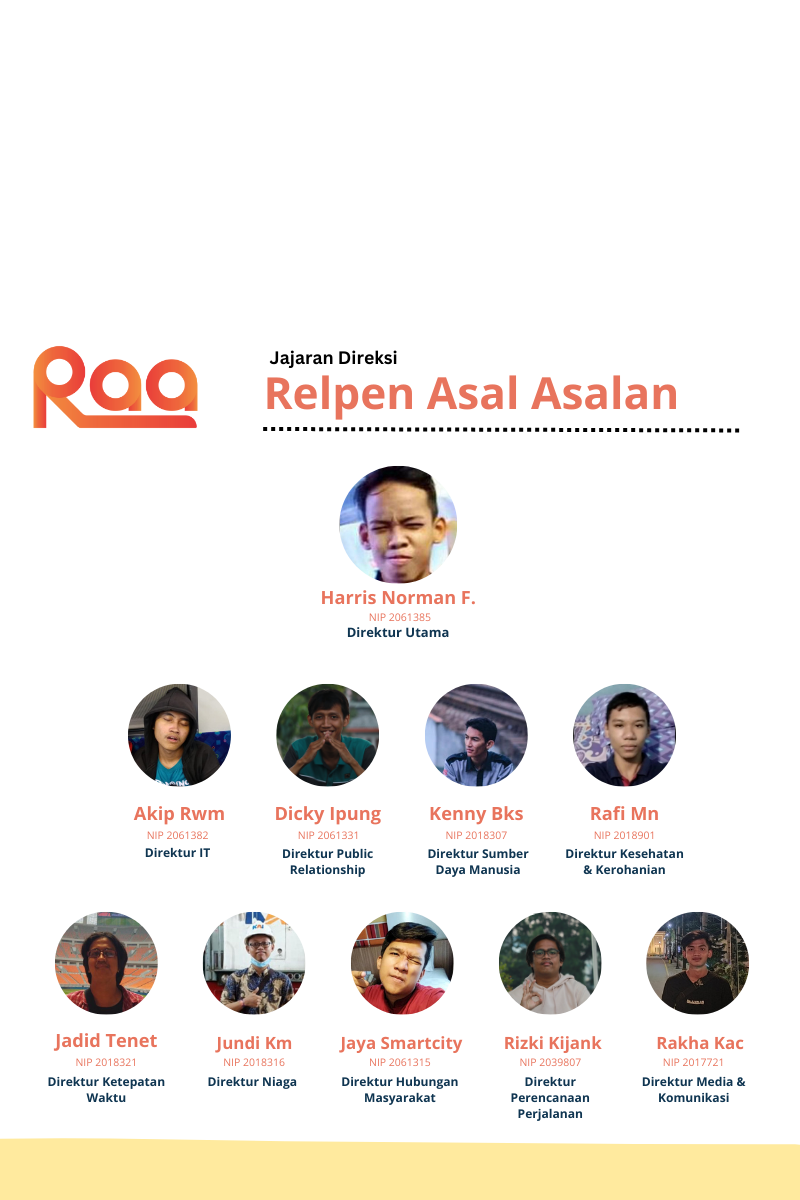 Raa
Jajaran Direksi
Relpen Asal Asalan
Harris Norman F.
NIP 2061385
Direktur Utama
Akip Rwm
NIP 2061382
Direktur IT
Dicky Ipung
NIP 2061331
Direktur Public
Relationship
Kenny Bks
NIP 2018307
Direktur Sumber
Daya Manusia
Rafi Mn
NIP 2018901
Direktur Kesehatan
& Kerohanian
Jadid Tenet
NIP 2018321
Direktur Ketepatan
Waktu
Jundi Km
NIP 2018316
Direktur Niaga
Jaya Smartcity
NIP 2061315
Direktur Hubungan
Masyarakat
Rizki Kijank
NIP 2039807
Direktur
Perencanaan
Perjalanan
Rakha Kac
NIP 2017721
Direktur Media &
Komunikasi